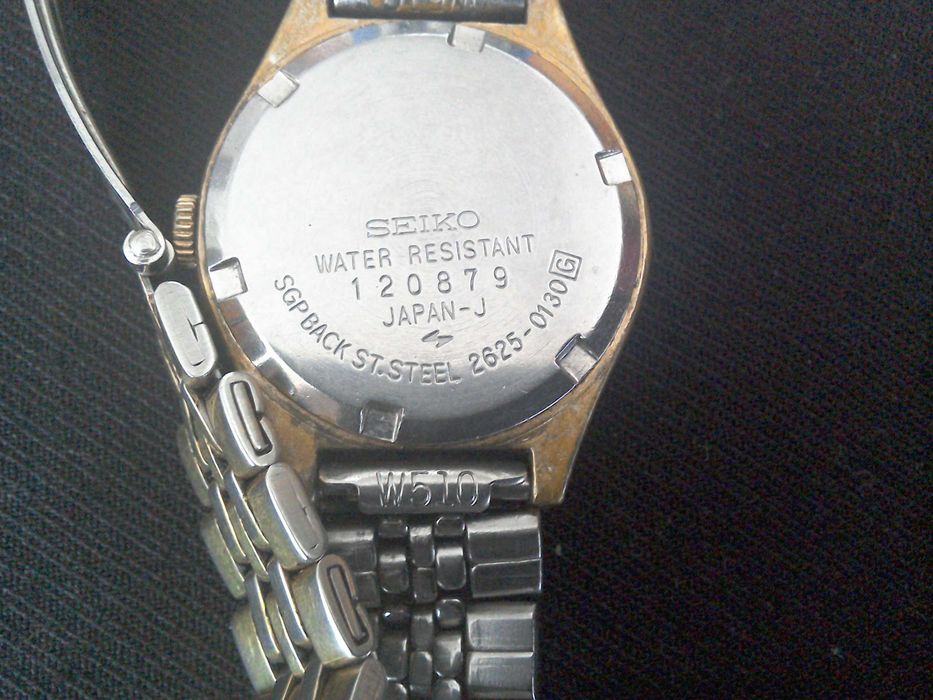 SEIKO
WATER RESISTANT
120879
JAPAN-J
SGP BACK ST.STEEL 2625-0130 G
W510